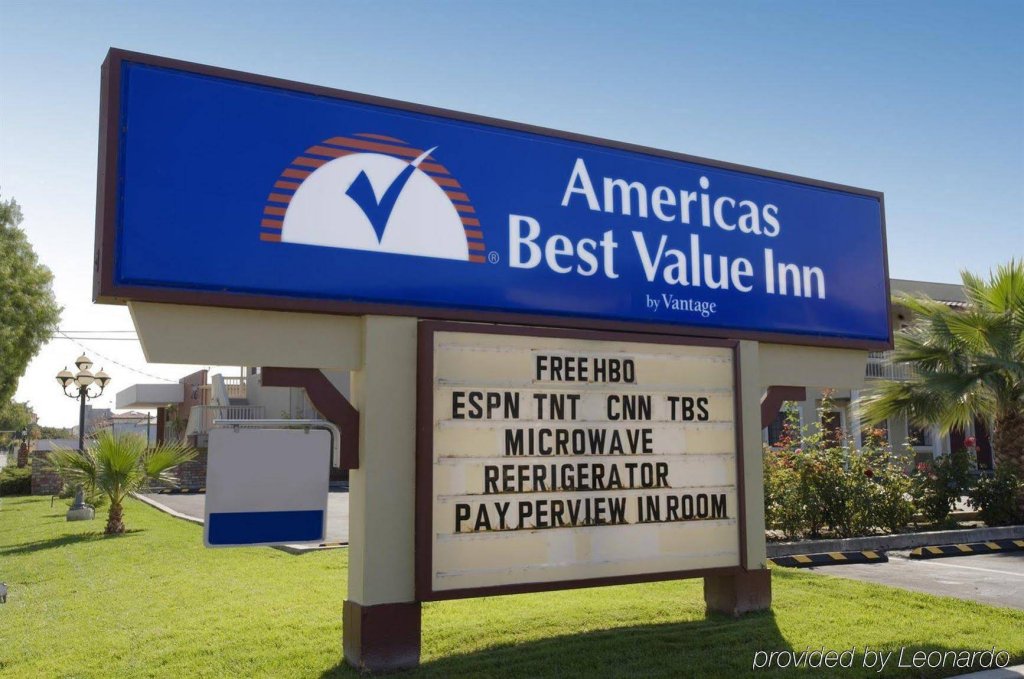 Americas
Best Value Inn
®
by Vantage
FREE HBO
ESPN TNT CNN TBS
MICROWAVE
REFRIGERATOR
PAY PERVIEW IN ROOM
provided by Leonardo